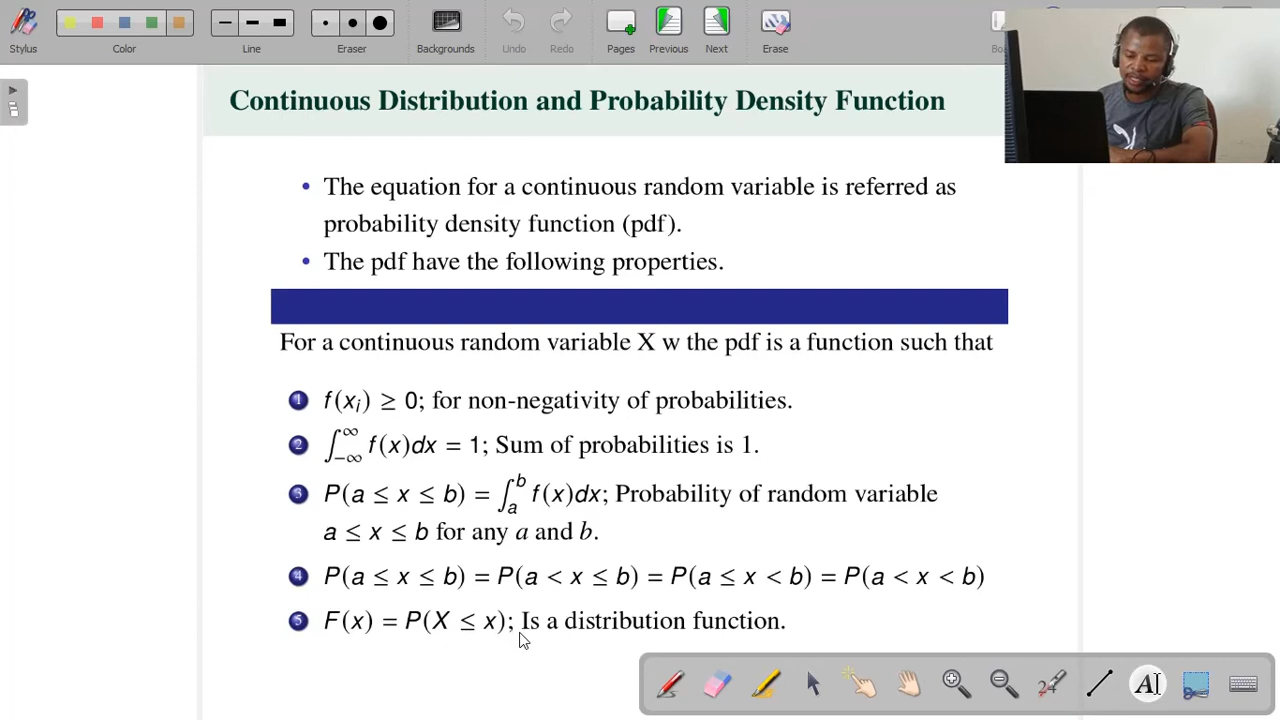 Stylus Color Line Eraser Backgrounds Undo Redo Pages Previous Next Erase
Continuous Distribution and Probability Density Function
• The equation for a continuous random variable is referred as
probability density function (pdf).
• The pdf have the following properties.
For a continuous random variable X w the pdf is a function such that
1 f(xᵢ) ≥ 0; for non-negativity of probabilities.
2 ∫_{-∞}^{∞} f(x)dx = 1; Sum of probabilities is 1.
3 P(a ≤ x ≤ b) = ∫_a^b f(x)dx; Probability of random variable
a ≤ x ≤ b for any a and b.
4 P(a ≤ x ≤ b) = P(a < x ≤ b) = P(a ≤ x < b) = P(a < x < b)
5 F(x) = P(X ≤ x); Is a distribution function.
24 A